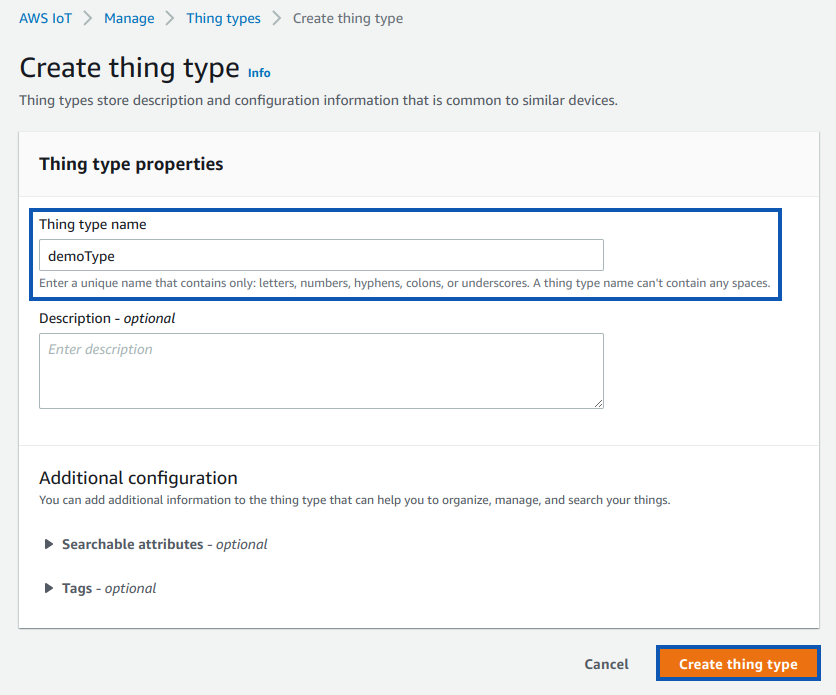 AWS IoT > Manage > Thing types > Create thing type
Create thing type Info
Thing types store description and configuration information that is common to similar devices.
Thing type properties
Thing type name
demoType
Enter a unique name that contains only: letters, numbers, hyphens, colons, or underscores. A thing type name can't contain any spaces.
Description - optional
Enter description
Additional configuration
You can add additional information to the thing type that can help you to organize, manage, and search your things.
Searchable attributes - optional
Tags - optional
Cancel Create thing type